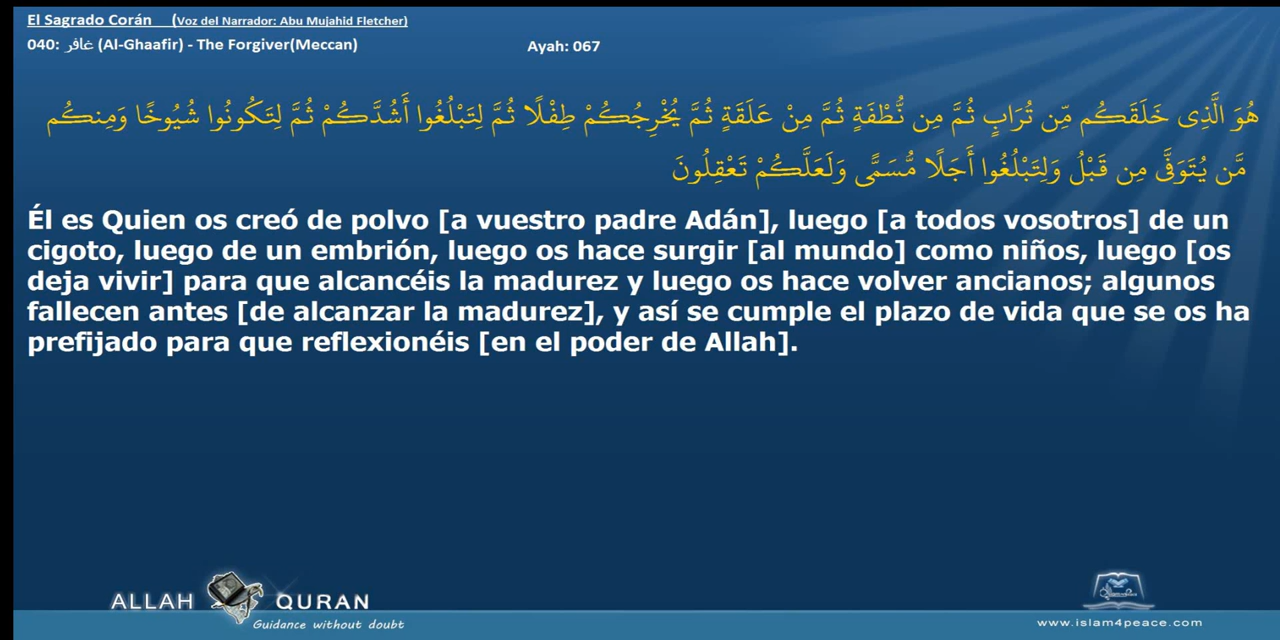 El Sagrado Corán (Voz del Narrador: Abu Mujahid Fletcher)
040: غافر (Al-Ghaafir) - The Forgiver(Meccan) Ayah: 067
هُوَ الَّذِى خَلَقَكُم مِّن تُرَابٍ ثُمَّ مِن نُّطْفَةٍ ثُمَّ مِنْ عَلَقَةٍ ثُمَّ يُخْرِجُكُمْ طِفْلًا ثُمَّ لِتَبْلُغُوا أَشُدَّكُمْ ثُمَّ لِتَكُونُوا شُيُوخًا وَمِنكُم
مَّن يُتَوَفَّى مِن قَبْلُ وَلِتَبْلُغُوا أَجَلًا مُّسَمًّى وَلَعَلَّكُمْ تَعْقِلُونَ
Él es Quien os creó de polvo [a vuestro padre Adán], luego [a todos vosotros] de un
cigoto, luego de un embrión, luego os hace surgir [al mundo] como niños, luego [os
deja vivir] para que alcancéis la madurez y luego os hace volver ancianos; algunos
fallecen antes [de alcanzar la madurez], y así se cumple el plazo de vida que se os ha
prefijado para que reflexionéis [en el poder de Allah].
ALLAH QURAN
Guidance without doubt
www.islam4peace.com